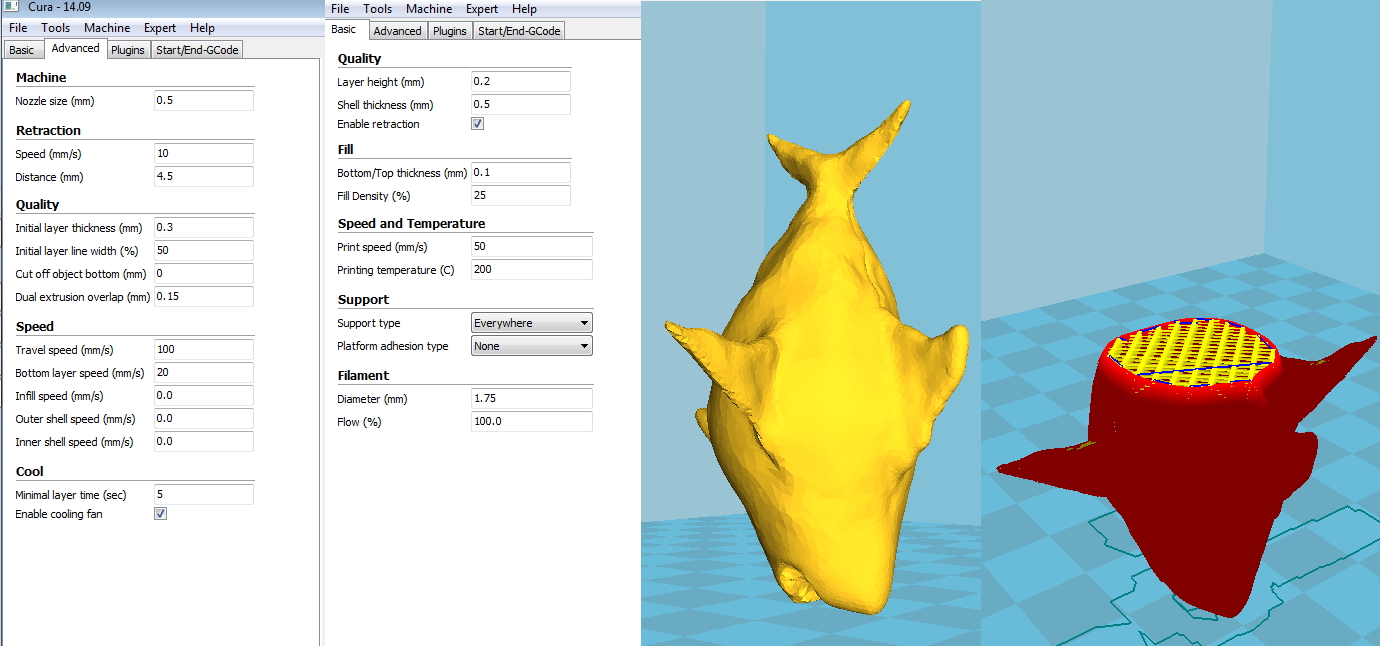 Cura - 14.09
File Tools Machine Expert Help
Basic Advanced Plugins Start/End-GCode
Machine
Nozzle size (mm) 0.5
Retraction
Speed (mm/s) 10
Distance (mm) 4.5
Quality
Initial layer thickness (mm) 0.3
Initial layer line width (%) 50
Cut off object bottom (mm) 0
Dual extrusion overlap (mm) 0.15
Speed
Travel speed (mm/s) 100
Bottom layer speed (mm/s) 20
Infill speed (mm/s) 0.0
Outer shell speed (mm/s) 0.0
Inner shell speed (mm/s) 0.0
Cool
Minimal layer time (sec) 5
Enable cooling fan
File Tools Machine Expert Help
Basic Advanced Plugins Start/End-GCode
Quality
Layer height (mm) 0.2
Shell thickness (mm) 0.5
Enable retraction
Fill
Bottom/Top thickness (mm) 0.1
Fill Density (%) 25
Speed and Temperature
Print speed (mm/s) 50
Printing temperature (C) 200
Support
Support type Everywhere
Platform adhesion type None
Filament
Diameter (mm) 1.75
Flow (%) 100.0